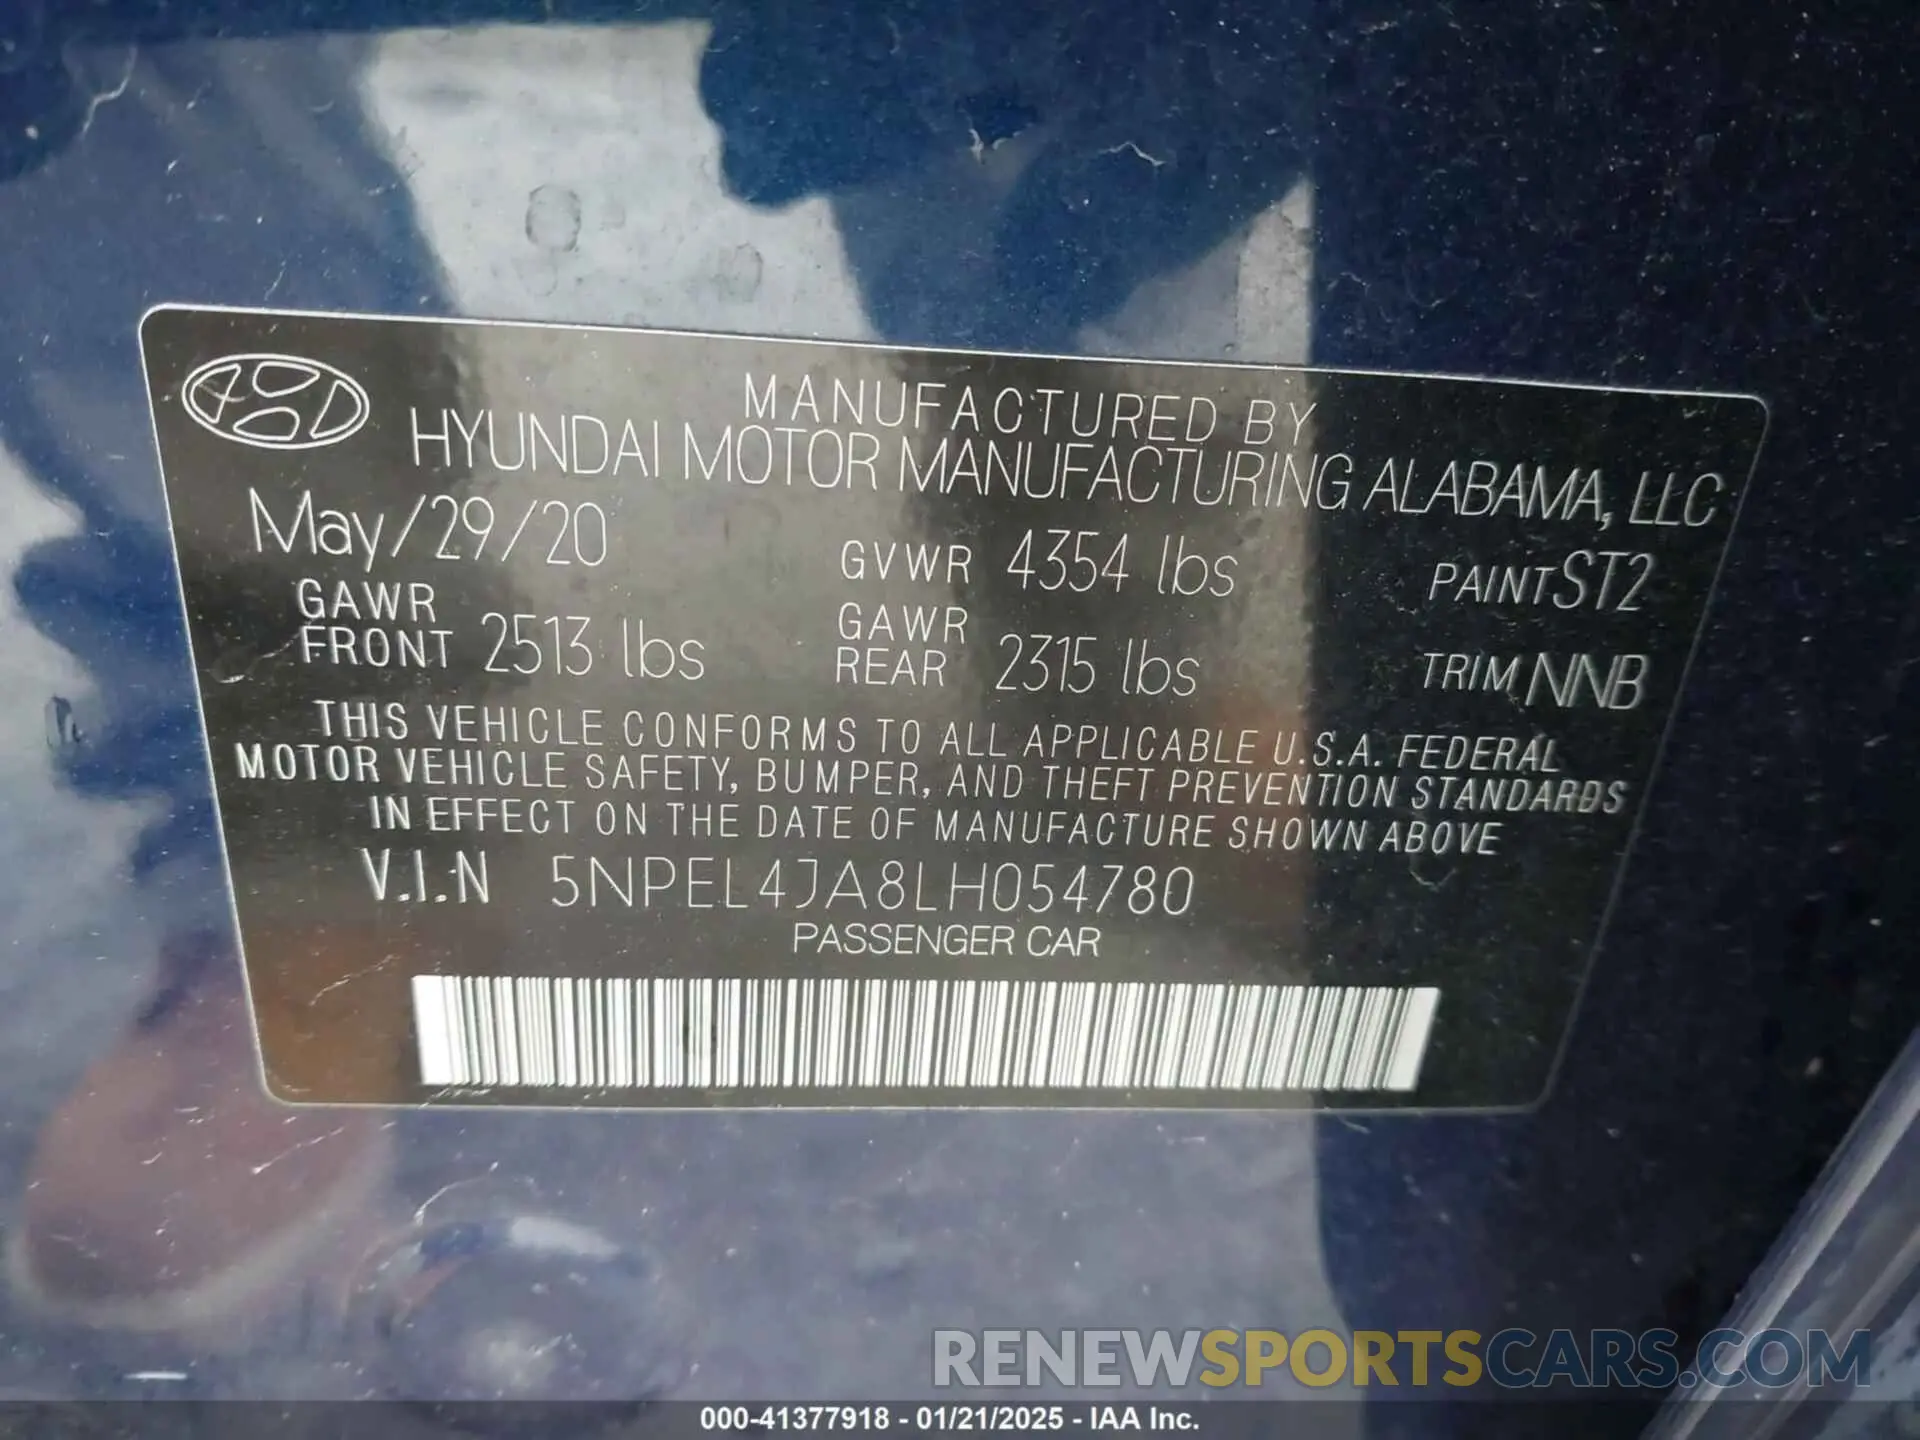 MANUFACTURED BY
HYUNDAI MOTOR MANUFACTURING ALABAMA, LLC
May/29/20 GVWR 4354 lbs PAINT ST2
GAWR FRONT 2513 lbs GAWR REAR 2315 lbs TRIM NNB
THIS VEHICLE CONFORMS TO ALL APPLICABLE U.S.A. FEDERAL
MOTOR VEHICLE SAFETY, BUMPER, AND THEFT PREVENTION STANDARDS
IN EFFECT ON THE DATE OF MANUFACTURE SHOWN ABOVE
V.I.N 5NPEL4JA8LH054780
PASSENGER CAR
RENEWSPORTSCARS.COM
000-41377918 - 01/21/2025 - IAA Inc.